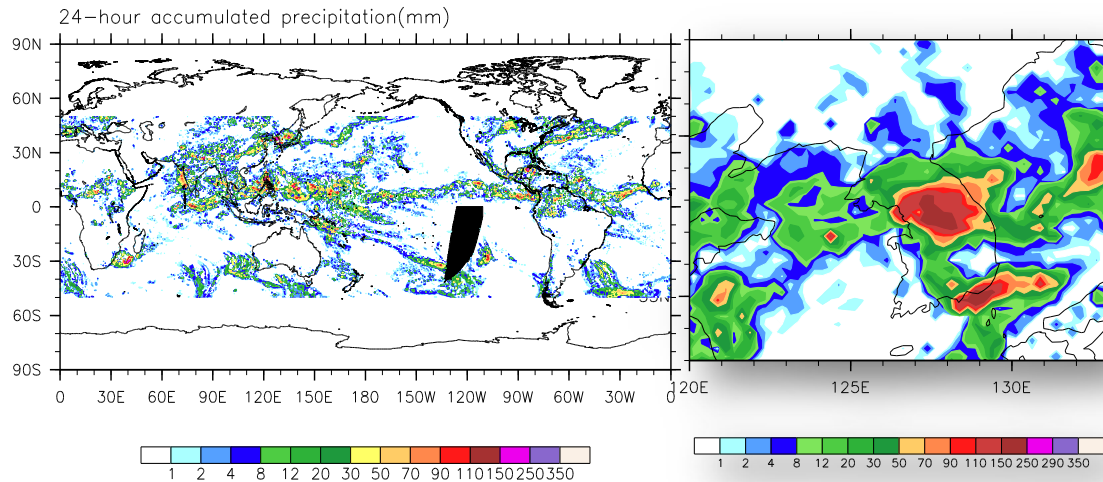 24-hour accumulated precipitation(mm)
90N
60N
30N
0
30S
60S
90S
0 30E 60E 90E 120E 150E 180 150W 120W 90W 60W 30W 0
1 2 4 8 12 20 30 50 70 90 110 150 250 350
120E 125E 130E
1 2 4 8 12 20 30 50 70 90 110 150 250 290 350